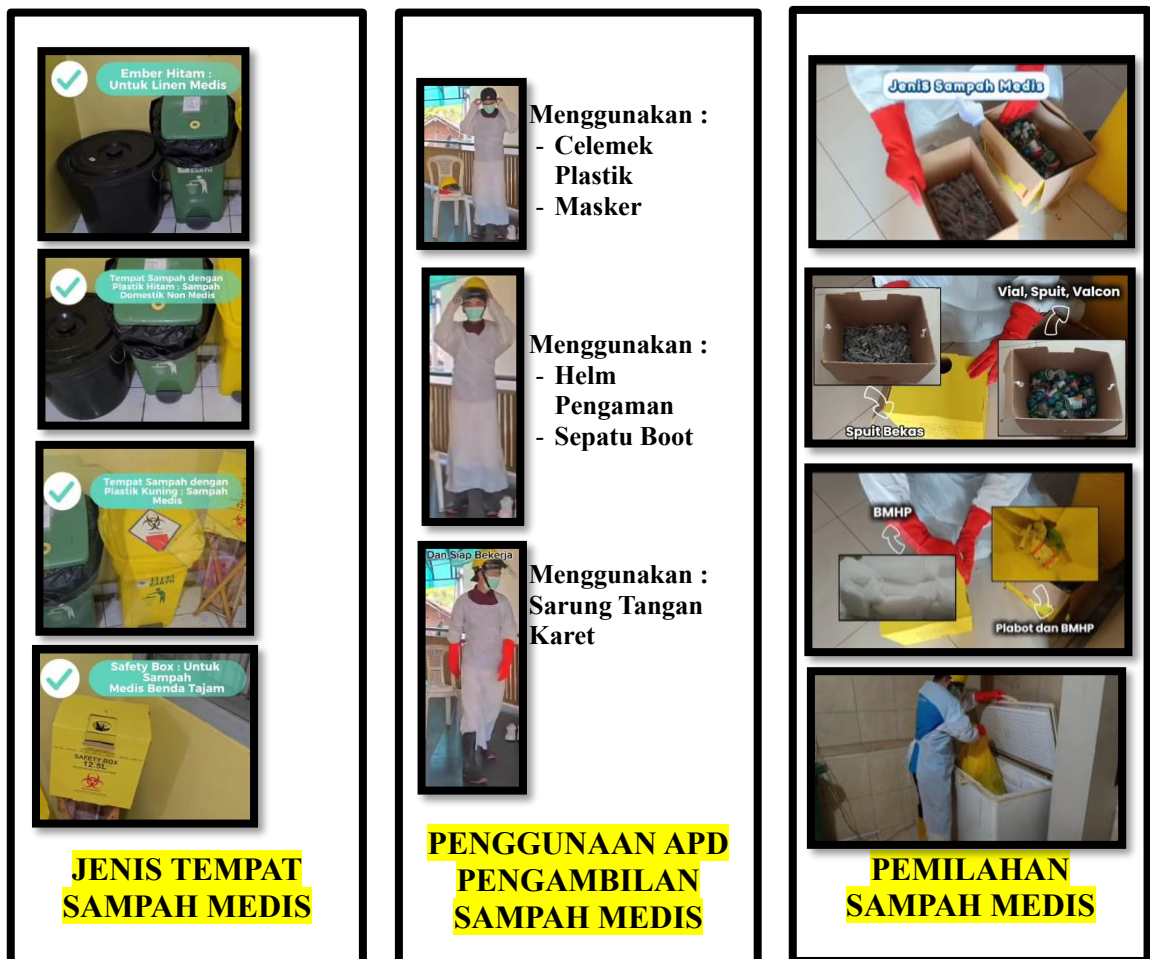 Ember Hitam :
Untuk Linen Medis
EARTH
Tempat Sampah dengan
Plastik Hitam : Sampah
Domestik Non Medis
Tempat Sampah dengan
Plastik Kuning : Sampah
Medis
EARTH
Safety Box : Untuk
Sampah
Medis Benda Tajam
SAFETY BOX
12.5L
JENIS TEMPAT
SAMPAH MEDIS
Menggunakan :
- Celemek
Plastik
- Masker
Menggunakan :
- Helm
Pengaman
- Sepatu Boot
Dan Siap Bekerja
Menggunakan :
Sarung Tangan
Karet
PENGGUNAAN APD
PENGAMBILAN
SAMPAH MEDIS
Jenis Sampah Medis
Vial, Spuit, Valcon
Spuit Bekas
BMHP
Plabot dan BMHP
PEMILAHAN
SAMPAH MEDIS